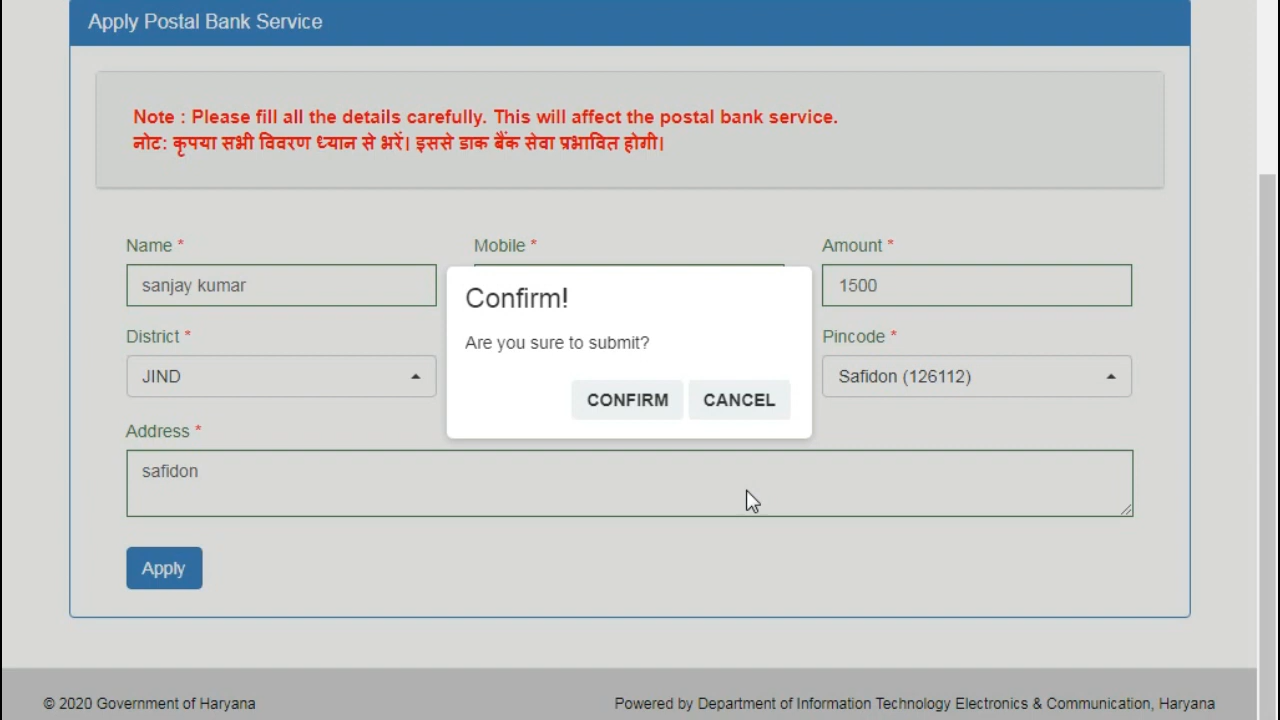 Apply Postal Bank Service
Note : Please fill all the details carefully. This will affect the postal bank service.
नोट: कृपया सभी विवरण ध्यान से भरें। इससे डाक बैंक सेवा प्रभावित होगी।
Name * Mobile * Amount *
sanjay kumar 1500
Confirm!
District * Pincode *
Are you sure to submit?
JIND Safidon (126112)
CONFIRM CANCEL
Address *
safidon
Apply
© 2020 Government of Haryana Powered by Department of Information Technology Electronics & Communication, Haryana